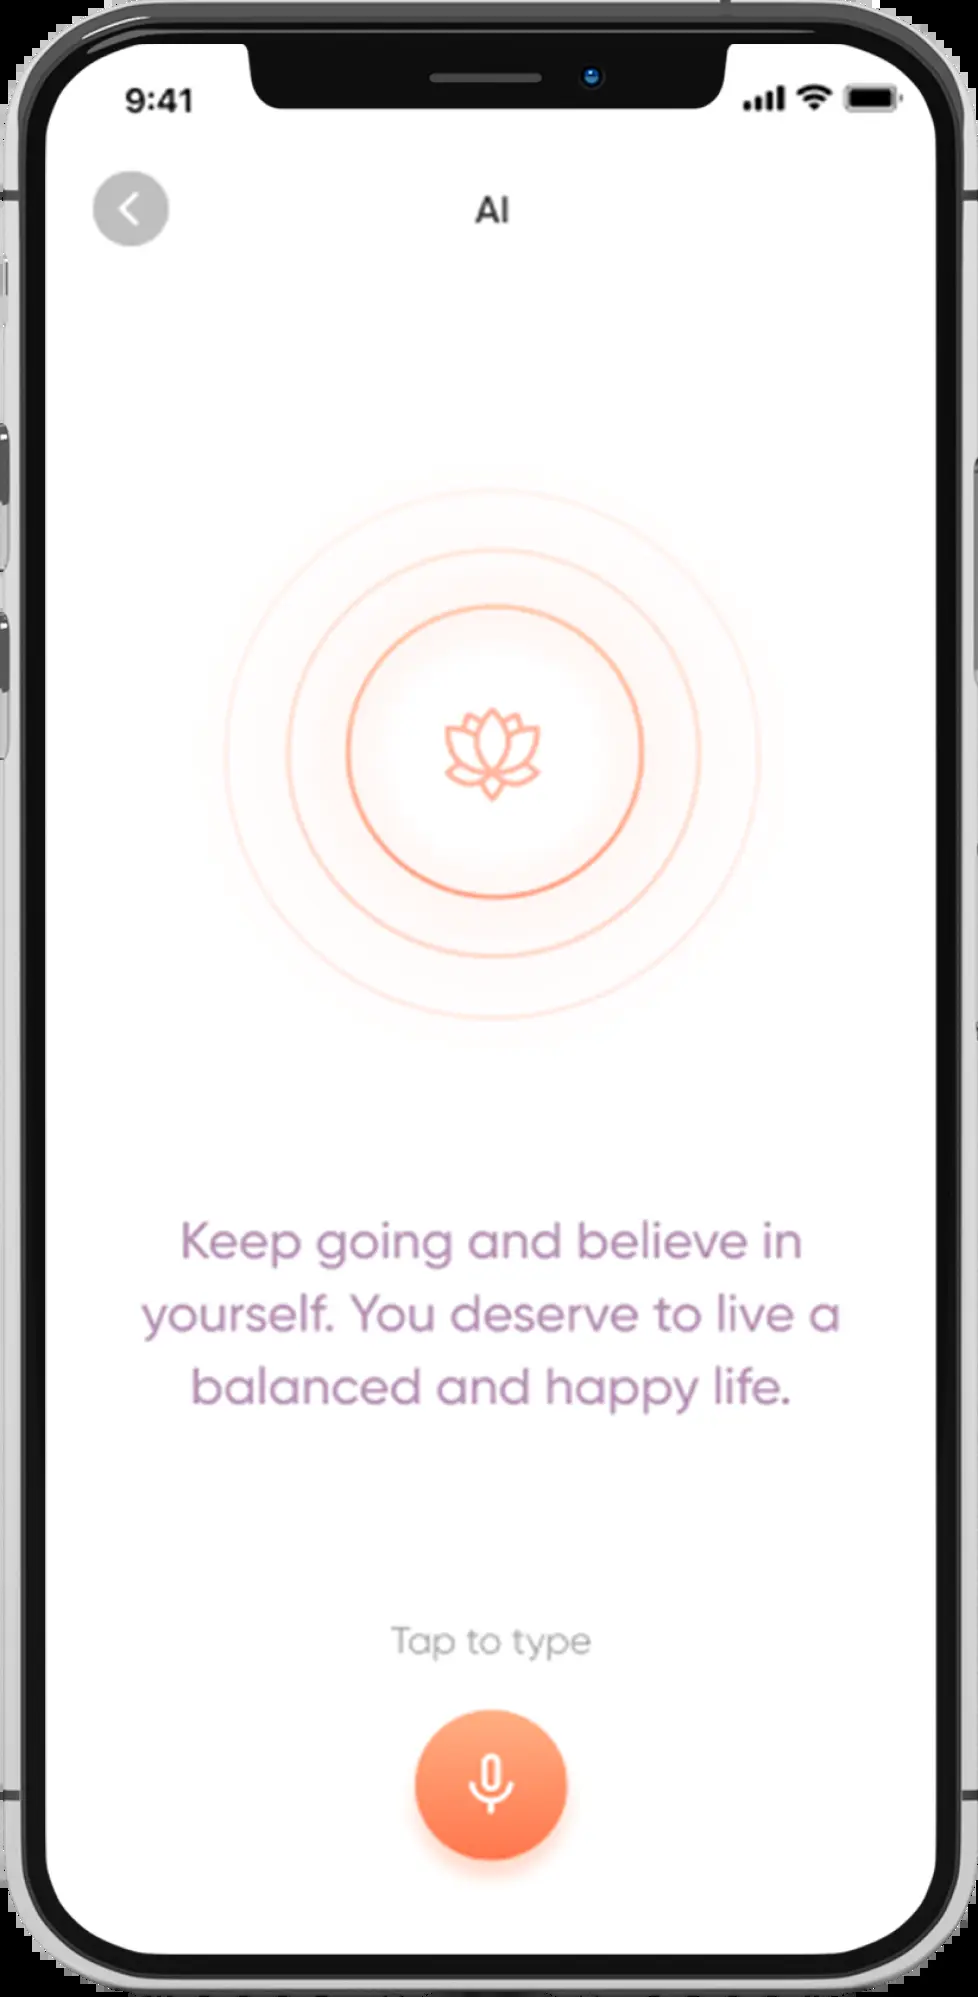 9:41
AI
Keep going and believe in
yourself. You deserve to live a
balanced and happy life.
Tap to type